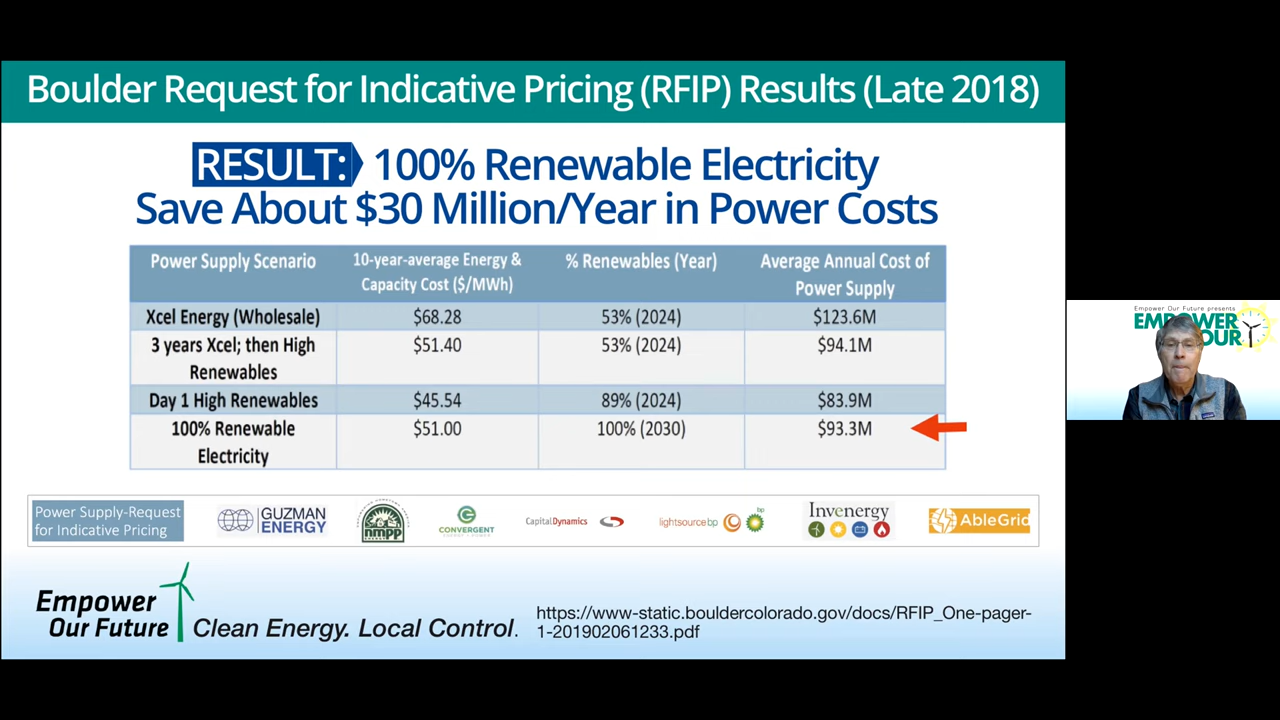 Boulder Request for Indicative Pricing (RFIP) Results (Late 2018)
RESULT: 100% Renewable Electricity
Save About $30 Million/Year in Power Costs
Power Supply Scenario
10-year-average Energy &
Capacity Cost ($/MWh)
% Renewables (Year)
Average Annual Cost of
Power Supply
Xcel Energy (Wholesale)
$68.28
53% (2024)
$123.6M
3 years Xcel; then High
Renewables
$51.40
53% (2024)
$94.1M
Day 1 High Renewables
$45.54
89% (2024)
$83.9M
100% Renewable
Electricity
$51.00
100% (2030)
$93.3M
Power Supply-Request
for Indicative Pricing
GUZMAN
ENERGY
nmpp
ENERGY
CONVERGENT
ENERGY + POWER
CapitalDynamics
lightsource bp
bp
Invenergy
AbleGrid
Empower
Our Future
Clean Energy. Local Control.
https://www-static.bouldercolorado.gov/docs/RFIP_One-pager-
1-201902061233.pdf
Empower Our Future presents
EMPOWER
OUR